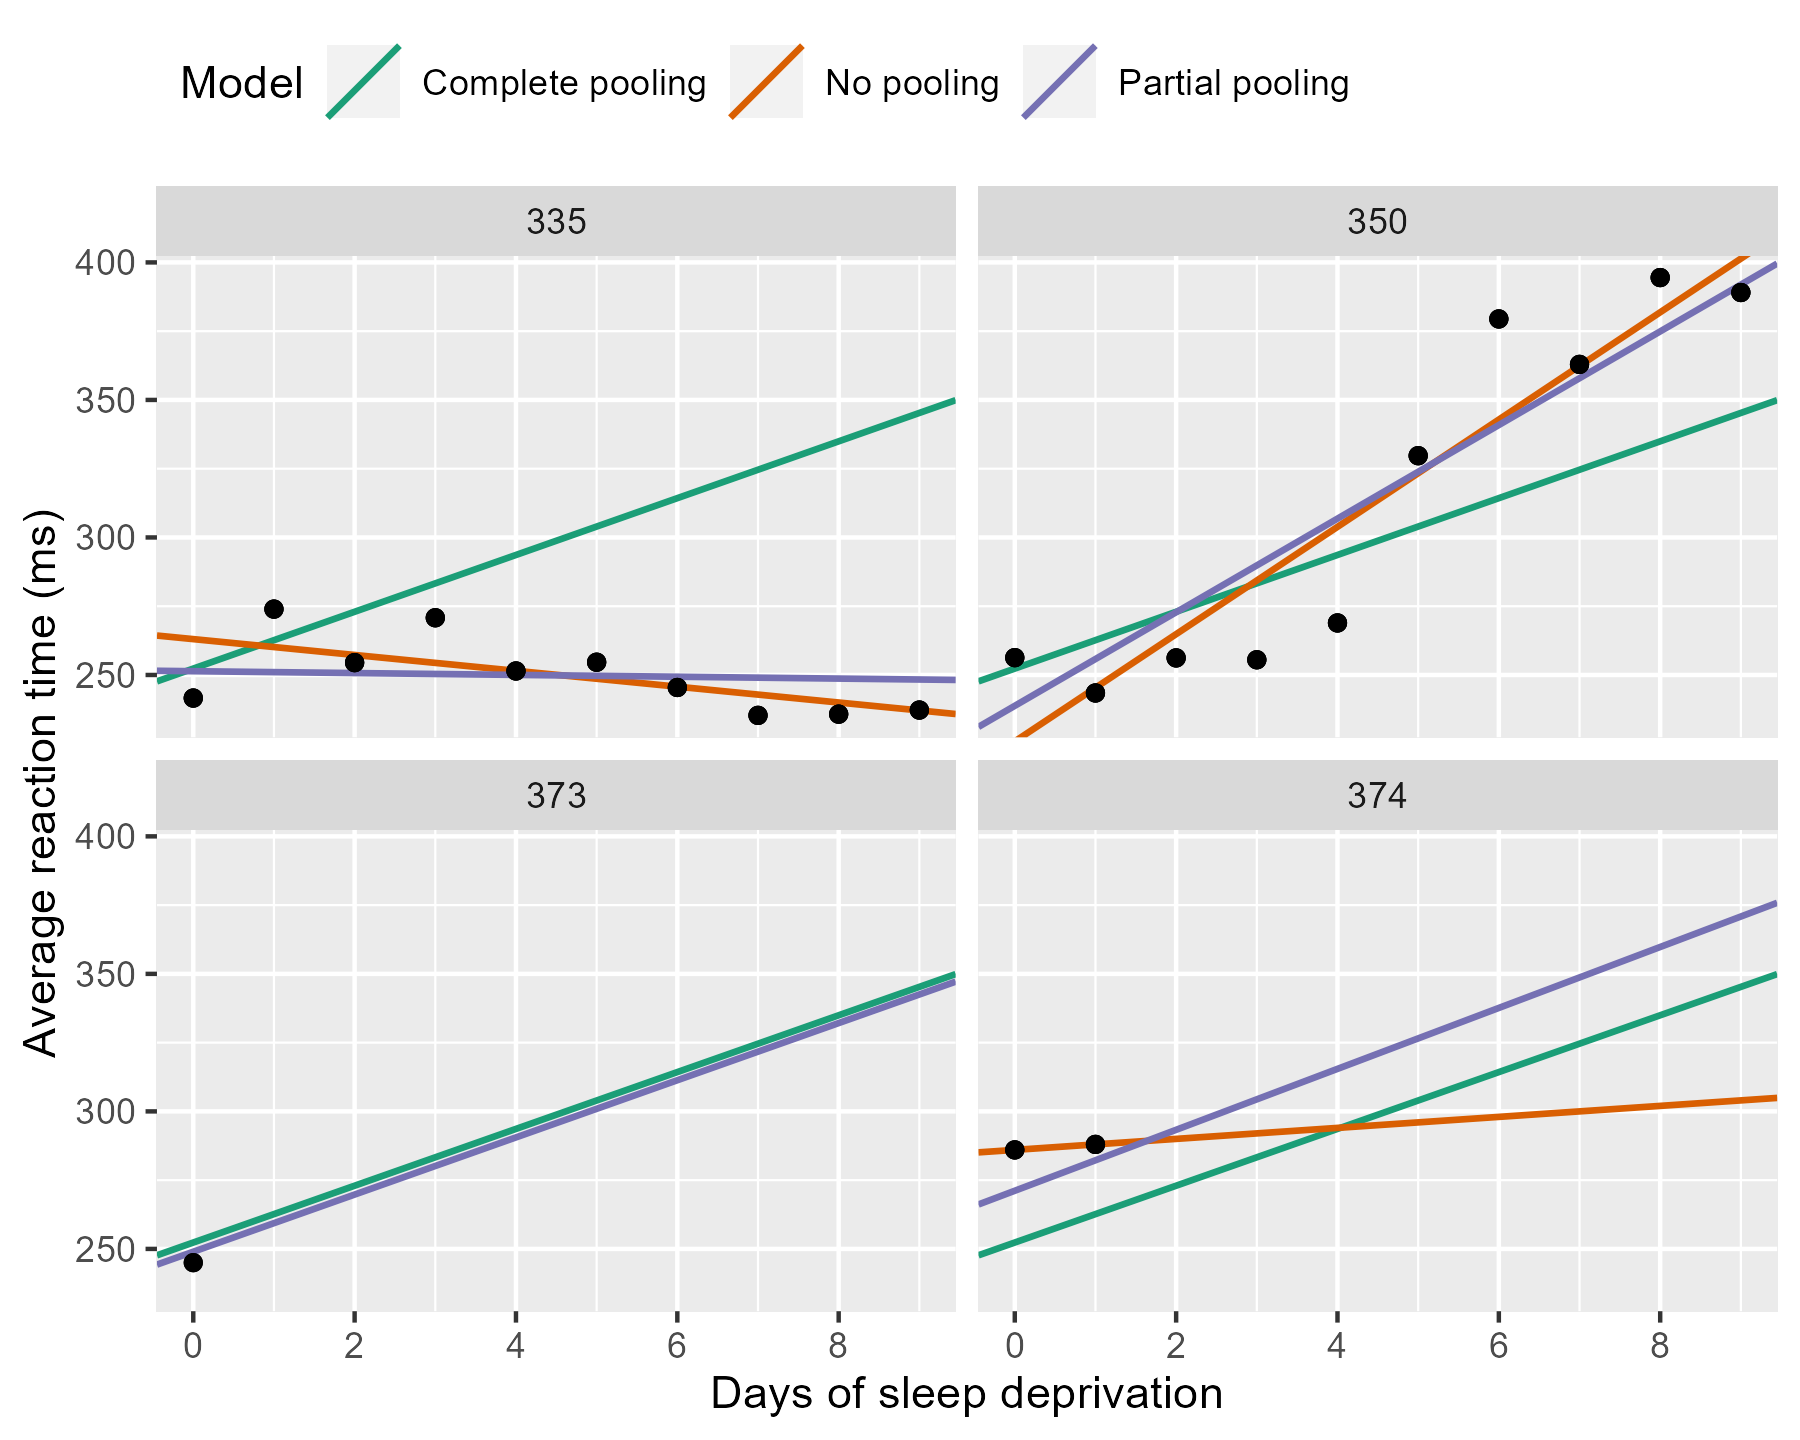 Model Complete pooling No pooling Partial pooling
335 350
400
350
300
250
373 374
400
350
300
250
0 2 4 6 8 0 2 4 6 8
Days of sleep deprivation
Average reaction time (ms)